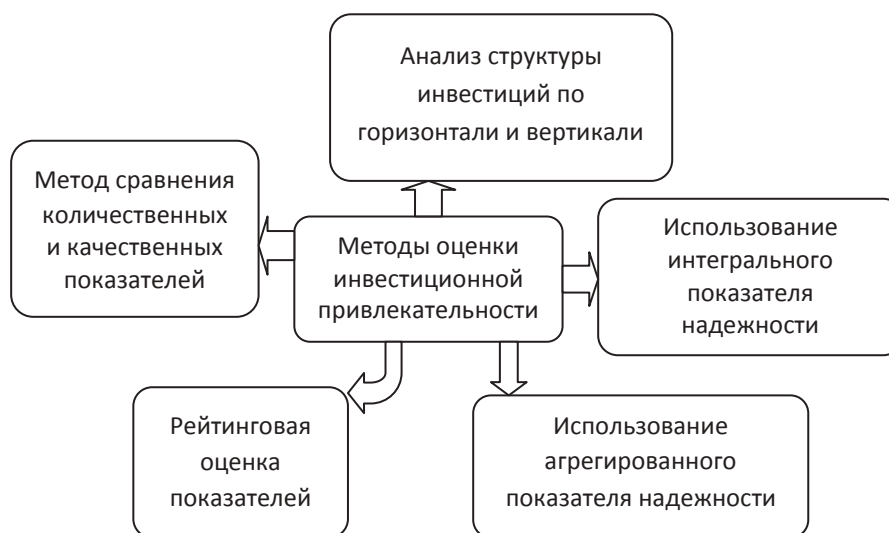 Анализ структуры
инвестиций по
горизонтали и вертикали
Метод сравнения
количественных
и качественных
показателей
Методы оценки
инвестиционной
привлекательности
Использование
интегрального
показателя
надежности
Рейтинговая
оценка
показателей
Использование
агрегированного
показателя надежности